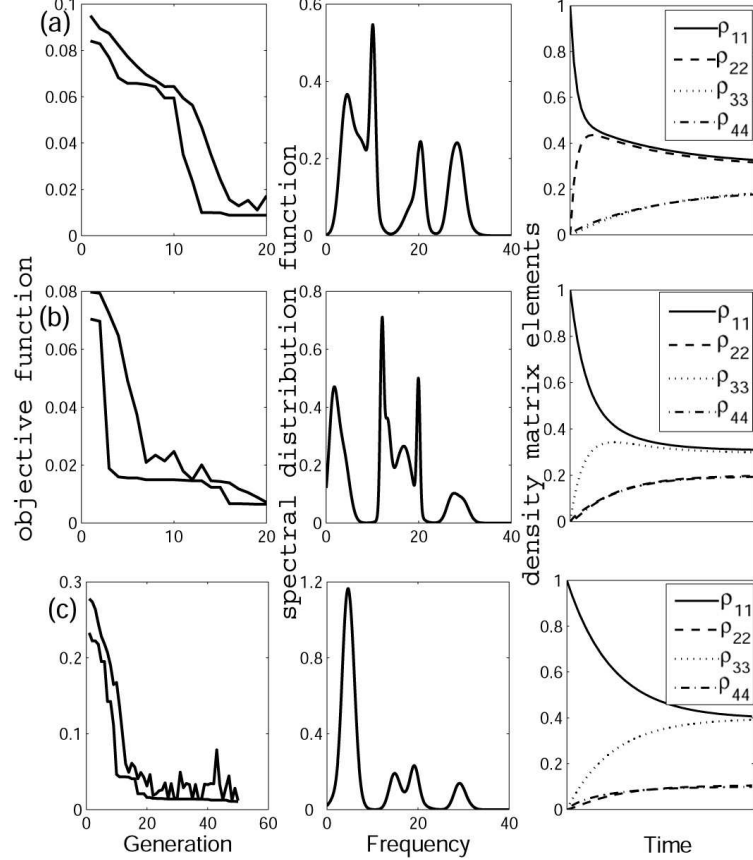 (a)
0.1
0.08
0.06
0.04
0.02
0
0 10 20
0.6
0.4
0.2
0
0 20 40
1
0.8
0.6
0.4
0.2
0
ρ11
ρ22
ρ33
ρ44
(b)
0.08
0.06
0.04
0.02
0
0 5 10 15 20
0.8
0.6
0.4
0.2
0
0 10 20 30 40
1
0.8
0.6
0.4
0.2
0
ρ11
ρ22
ρ33
ρ44
(c)
0.3
0.2
0.1
0
0 20 40 60
1.2
0.8
0.4
0
0 20 40
1
0.8
0.6
0.4
0.2
0
ρ11
ρ22
ρ33
ρ44
objective function
spectral distribution function
density matrix elements
Generation
Frequency
Time